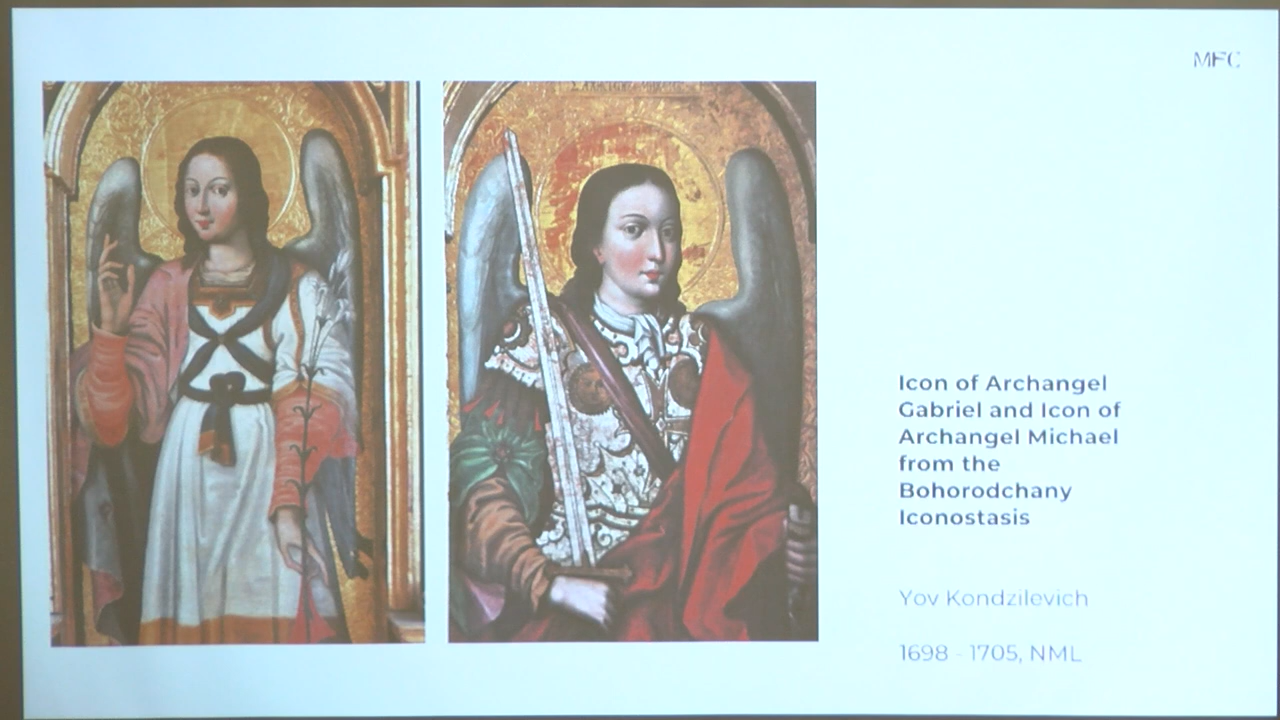 MFC
Icon of Archangel
Gabriel and Icon of
Archangel Michael
from the
Bohorodchany
Iconostasis
Yov Kondzilevich
1698 - 1705, NML